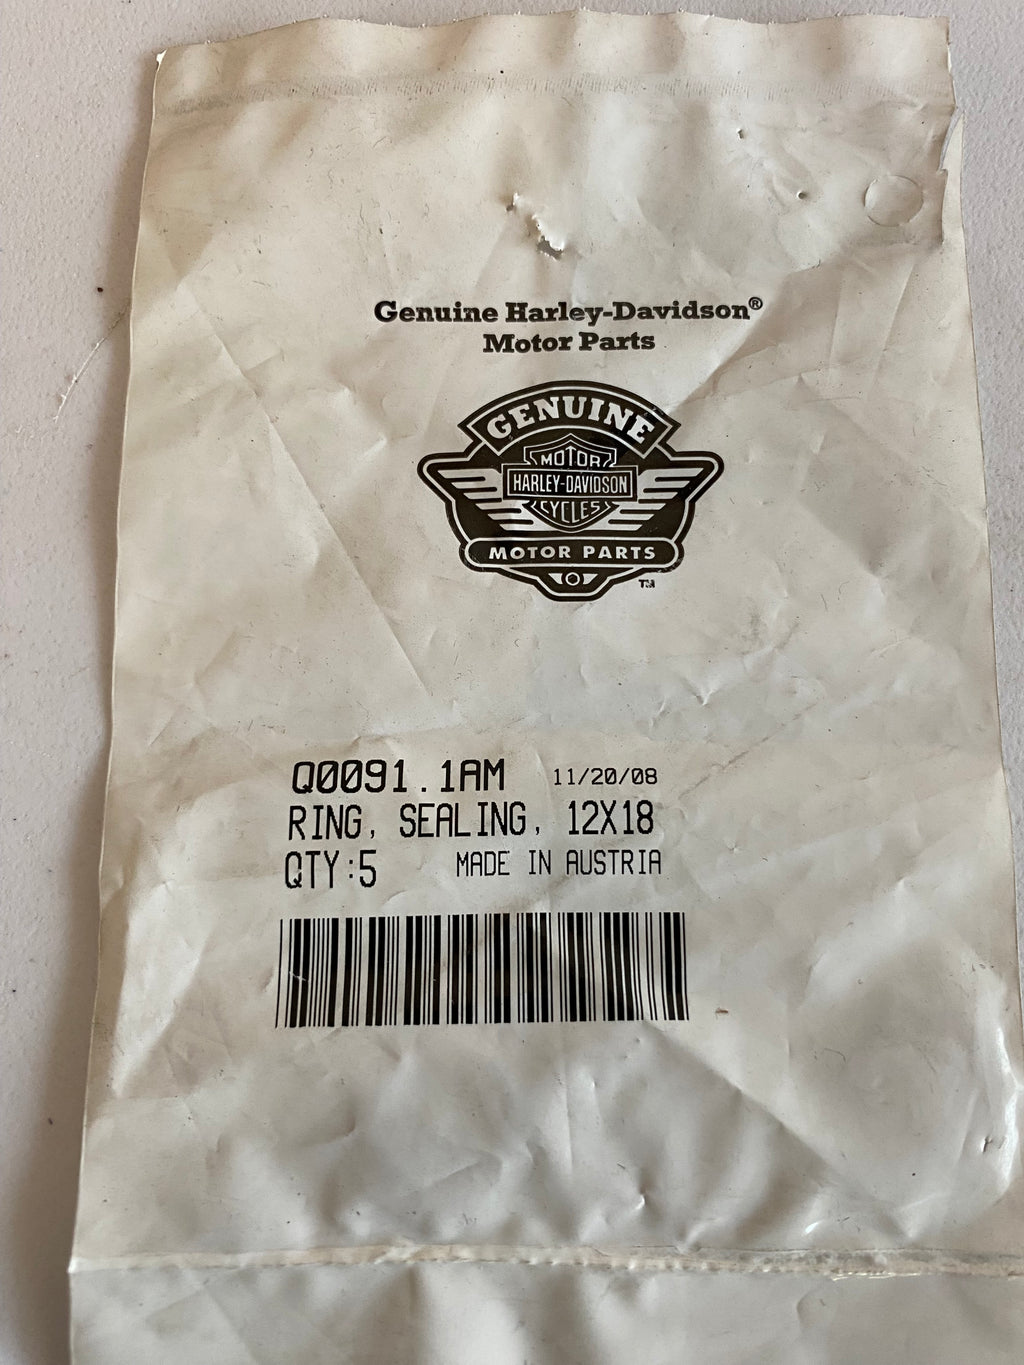 Genuine Harley-Davidson®
Motor Parts
GENUINE
MOTOR
HARLEY-DAVIDSON
CYCLES
MOTOR PARTS
TM
Q0091.1AM 11/20/08
RING, SEALING, 12X18
QTY:5 MADE IN AUSTRIA